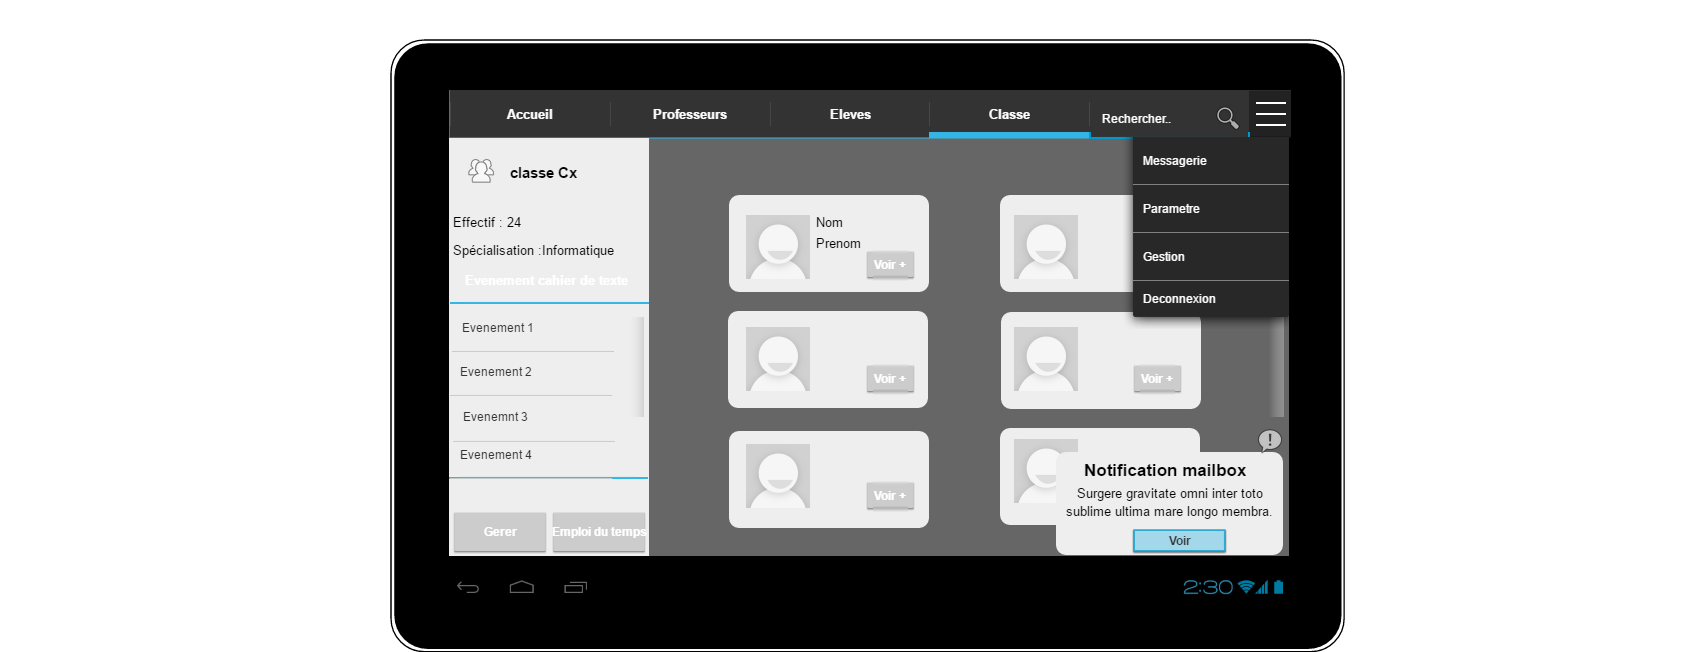 Accueil
Professeurs
Eleves
Classe
Rechercher..
Messagerie
Parametre
Gestion
Deconnexion
classe Cx
Effectif : 24
Spécialisation :Informatique
Evenement cahier de texte
Evenement 1
Evenement 2
Evenemnt 3
Evenement 4
Gerer
Emploi du temps
Nom
Prenom
Voir +
Voir +
Voir +
Voir +
!
Notification mailbox
Surgere gravitate omni inter toto
sublime ultima mare longo membra.
Voir
2:30